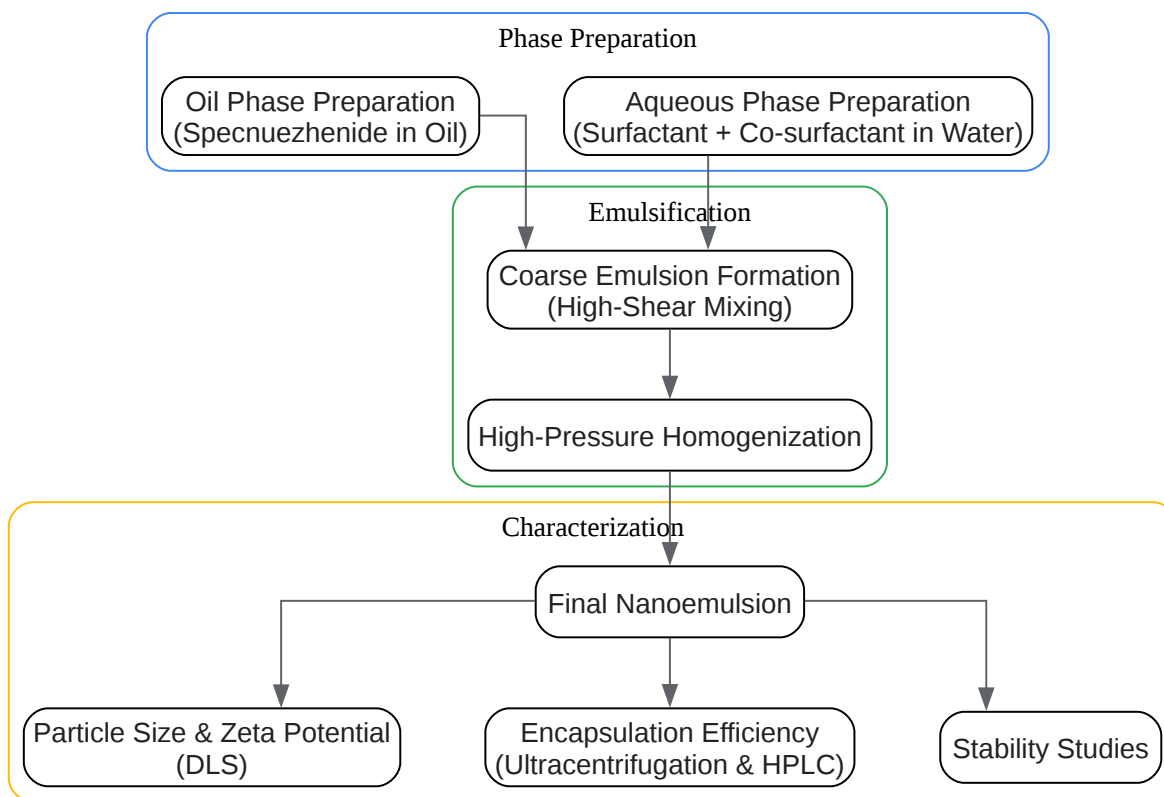 Phase Preparation
Oil Phase Preparation
(Specnuezhenide in Oil)
Aqueous Phase Preparation
(Surfactant + Co-surfactant in Water)
Emulsification
Coarse Emulsion Formation
(High-Shear Mixing)
High-Pressure Homogenization
Characterization
Final Nanoemulsion
Particle Size & Zeta Potential
(DLS)
Encapsulation Efficiency
(Ultracentrifugation & HPLC)
Stability Studies